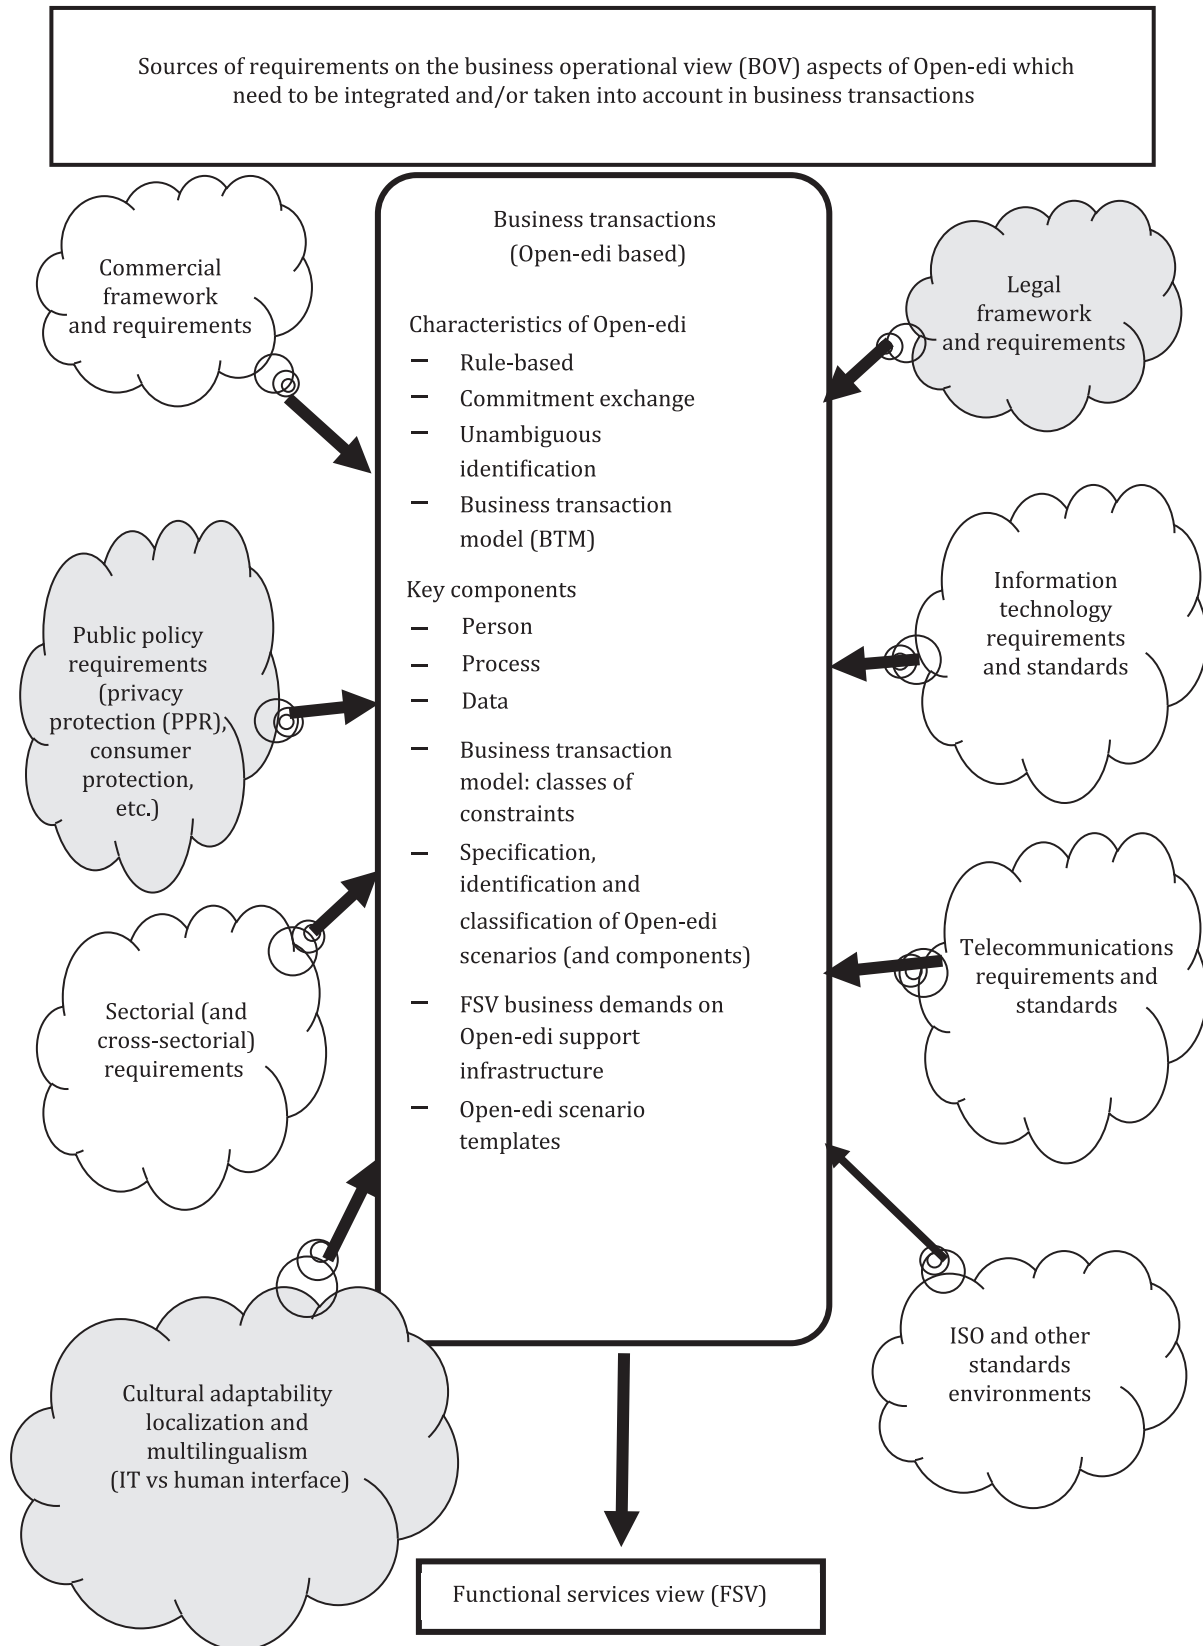 Sources of requirements on the business operational view (BOV) aspects of Open-edi which
need to be integrated and/or taken into account in business transactions
Commercial
framework
and requirements
Public policy
requirements
(privacy
protection (PPR),
consumer
protection,
etc.)
Sectorial (and
cross-sectorial)
requirements
Cultural adaptability
localization and
multilingualism
(IT vs human interface)
Business transactions
(Open-edi based)
Characteristics of Open-edi
— Rule-based
— Commitment exchange
— Unambiguous
identification
— Business transaction
model (BTM)
Key components
— Person
— Process
— Data
— Business transaction
model: classes of
constraints
— Specification,
identification and
classification of Open-edi
scenarios (and components)
— FSV business demands on
Open-edi support
infrastructure
— Open-edi scenario
templates
Legal
framework
and requirements
Information
technology
requirements
and standards
Telecommunications
requirements and
standards
ISO and other
standards
environments
Functional services view (FSV)